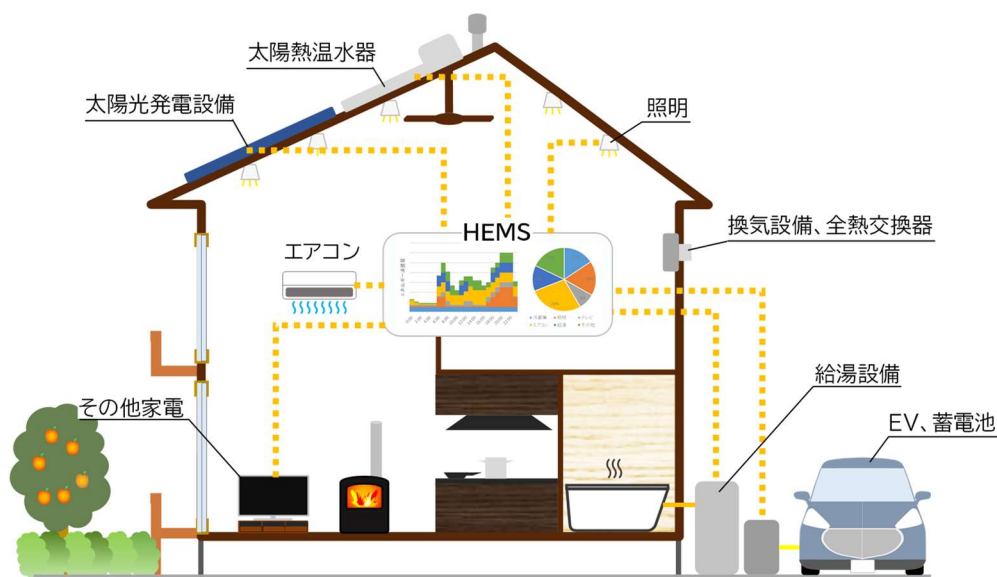 太陽熱温水器
太陽光発電設備
照明
HEMS
換気設備、全熱交換器
エアコン
給湯設備
その他家電
EV、蓄電池